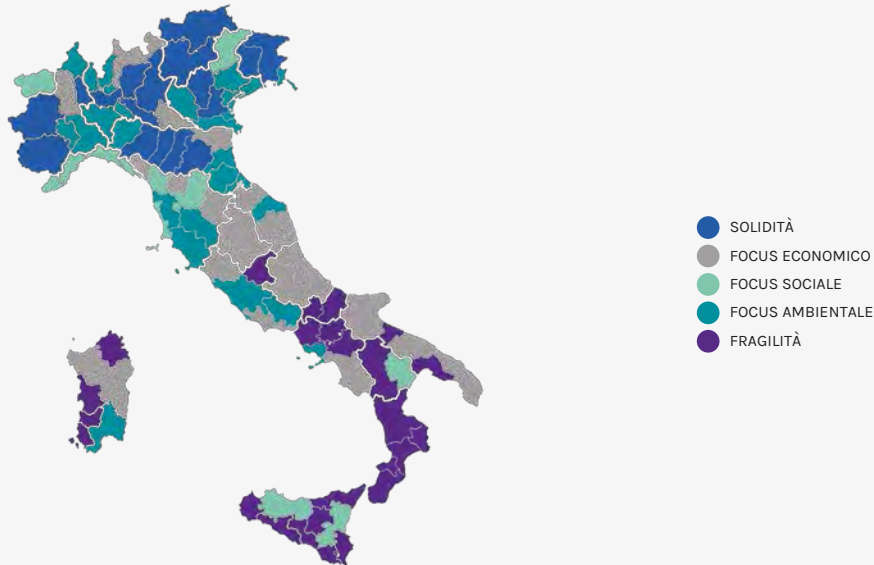 SOLIDITÀ
FOCUS ECONOMICO
FOCUS SOCIALE
FOCUS AMBIENTALE
FRAGILITÀ